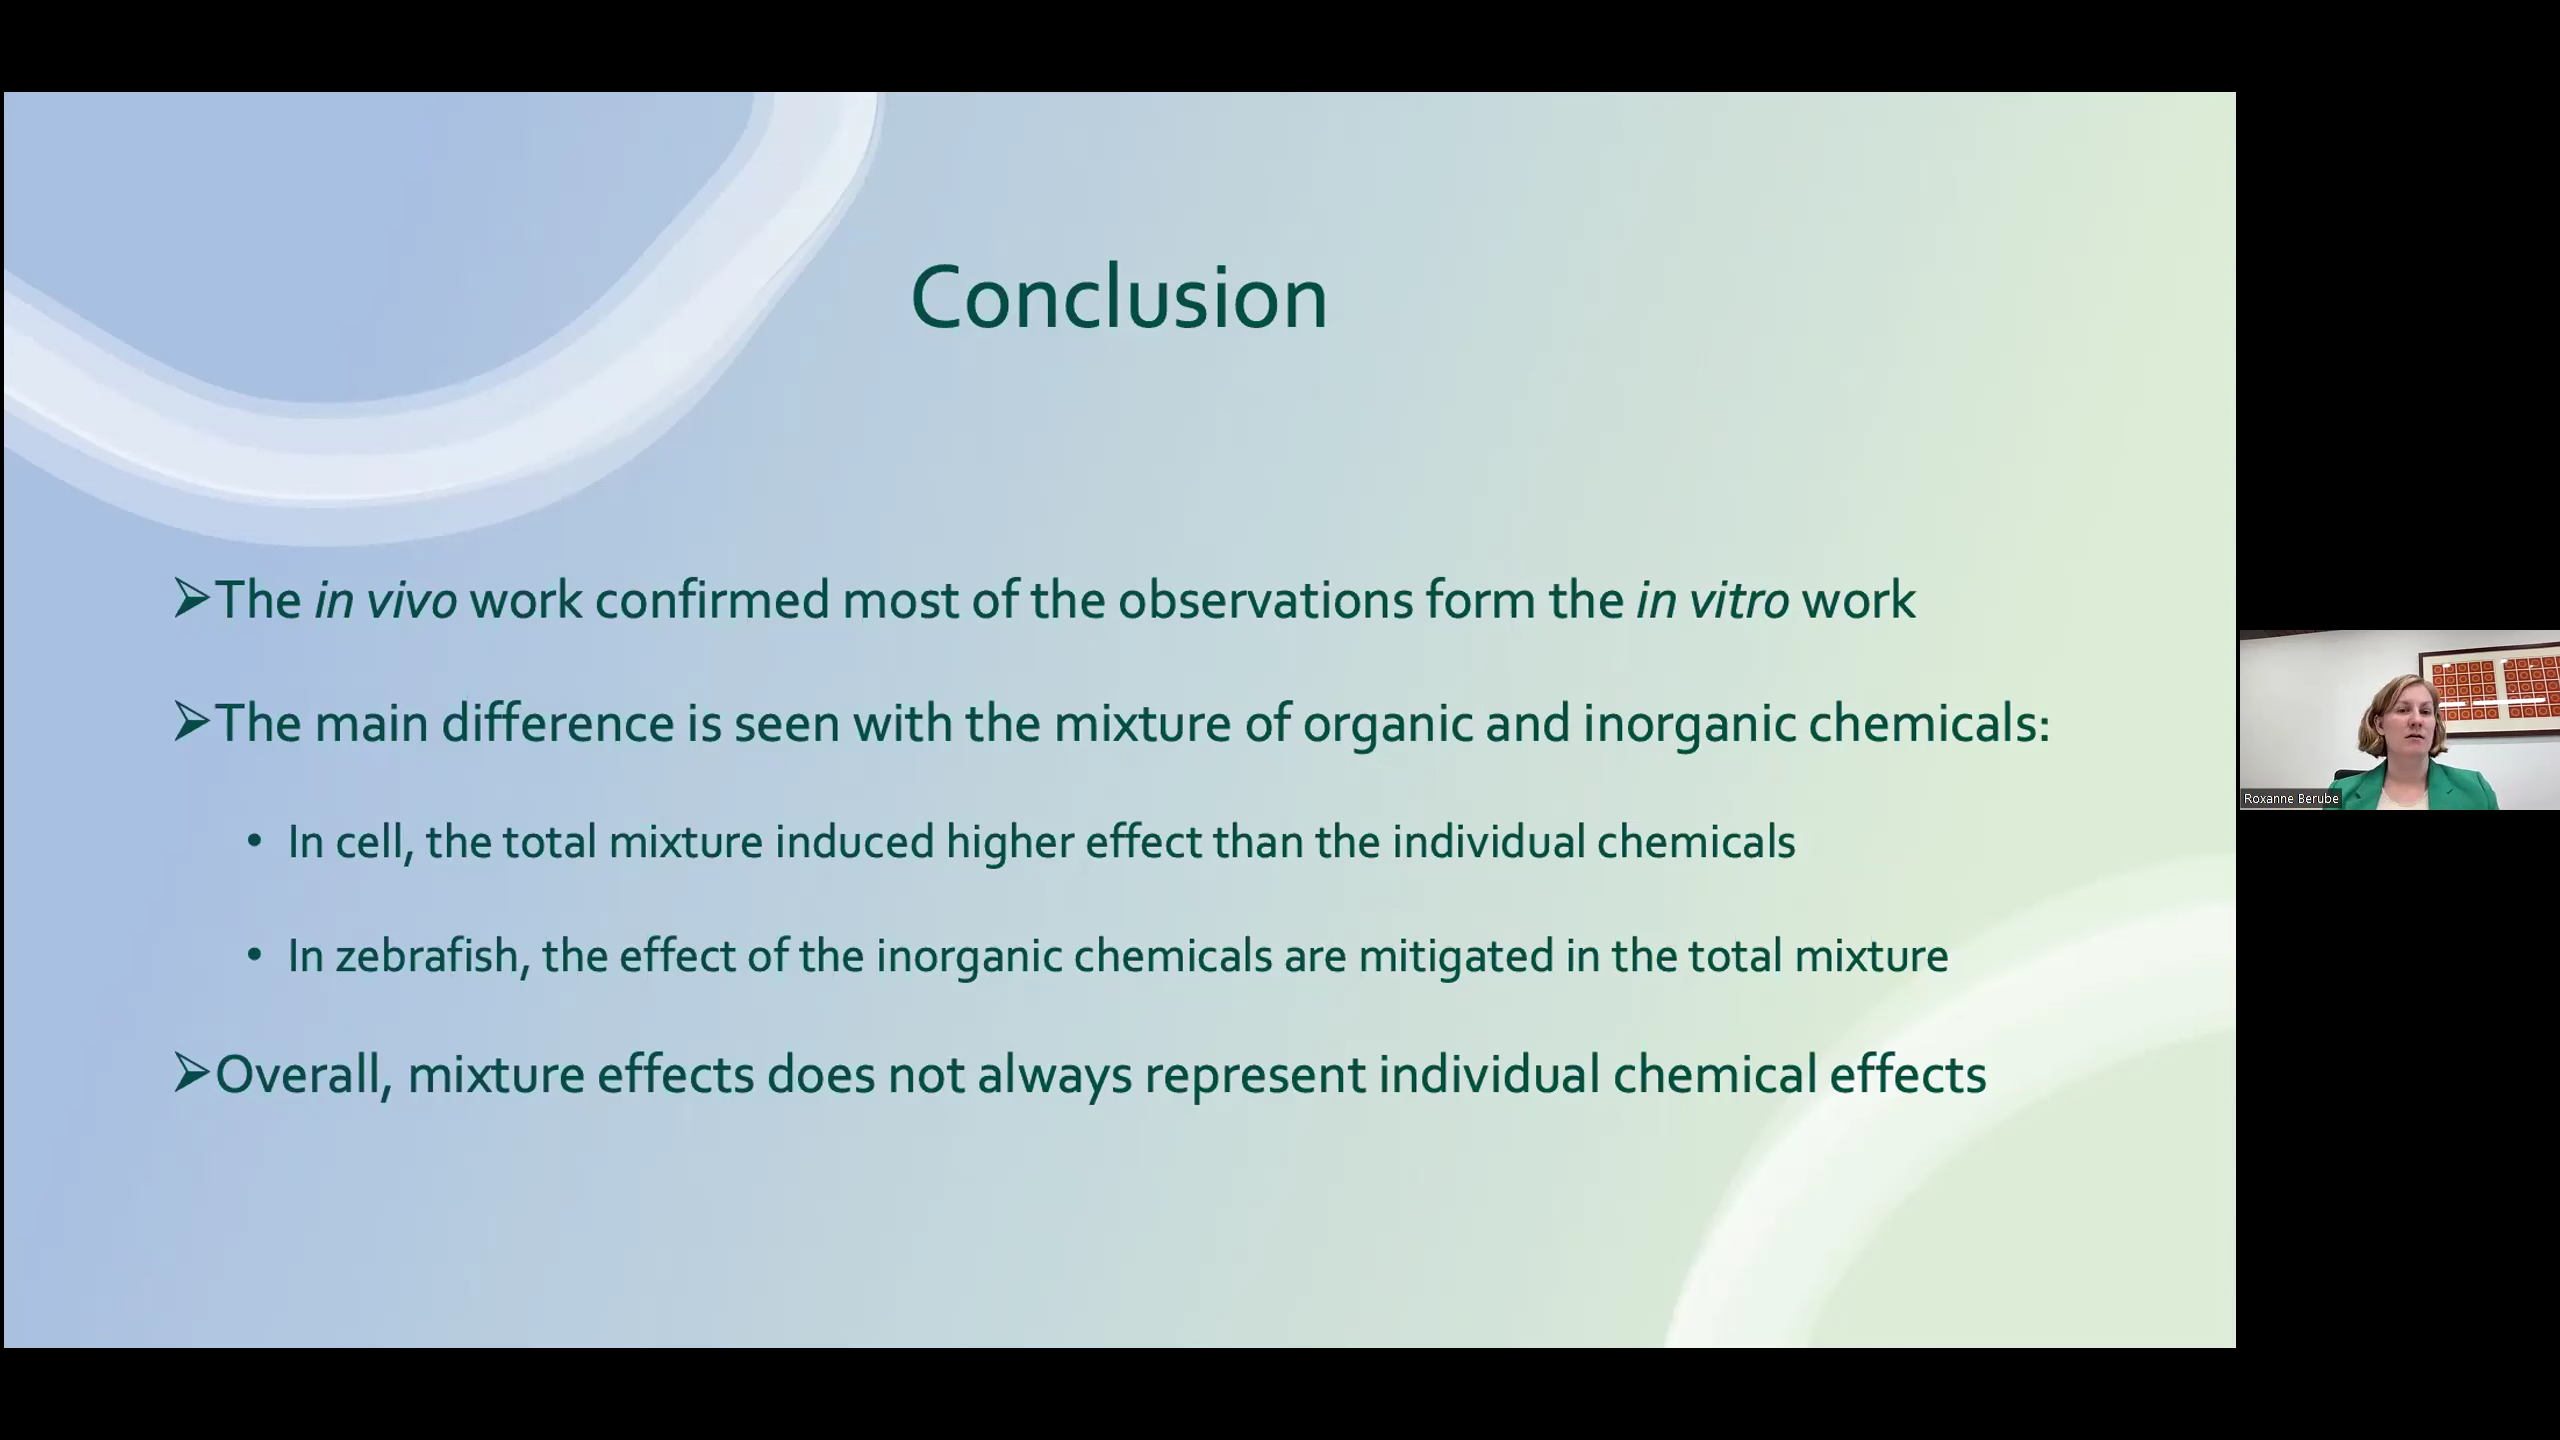 Conclusion
➢The in vivo work confirmed most of the observations form the in vitro work
➢The main difference is seen with the mixture of organic and inorganic chemicals:
• In cell, the total mixture induced higher effect than the individual chemicals
• In zebrafish, the effect of the inorganic chemicals are mitigated in the total mixture
➢Overall, mixture effects does not always represent individual chemical effects
Roxanne Berube